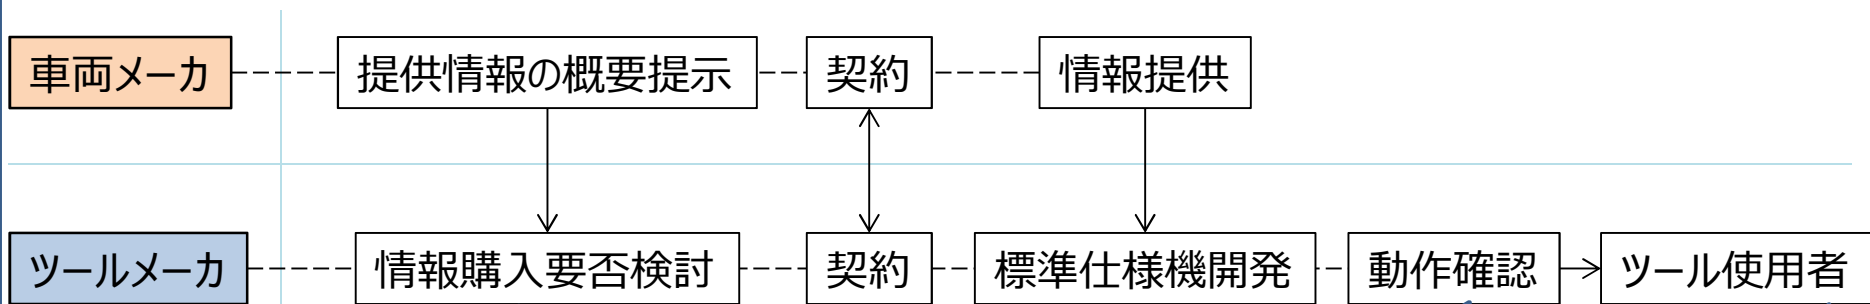 車両メーカ
提供情報の概要提示
契約
情報提供
ツールメーカ
情報購入要否検討
契約
標準仕様機開発
動作確認
ツール使用者